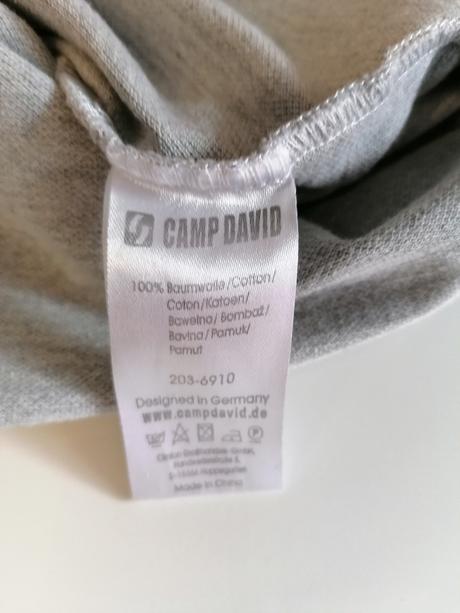 CAMP DAVID
100% Baumwolle/Cotton/
Coton/Katoen/
Bawełna/Bombaž/
Bavlna/Pamuk/
Pamut
203-6910
Designed in Germany
www.campdavid.de
Made in China